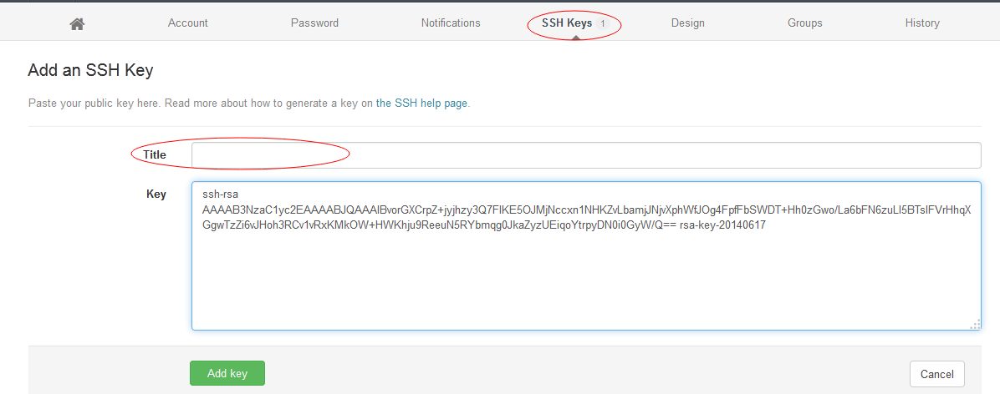 Account Password Notifications SSH Keys 1 Design Groups History
Add an SSH Key
Paste your public key here. Read more about how to generate a key on the SSH help page.
Title
Key
ssh-rsa
AAAAB3NzaC1yc2EAAAABJQAAAIBvorGXCrpZ+jyjhzy3Q7FlKE5OJMjNccxn1NHKZvLbamjJNjvXphWfJOg4FpfFbSWDT+Hh0zGwo/La6bFN6zuLl5BTslFVrHhqX
GgwTzZi6vJHoh3RCv1vRxKMkOW+HWKhju9ReeuN5RYbmqg0JkaZyzUEiqoYtrpyDN0i0GyW/Q== rsa-key-20140617
Add key
Cancel